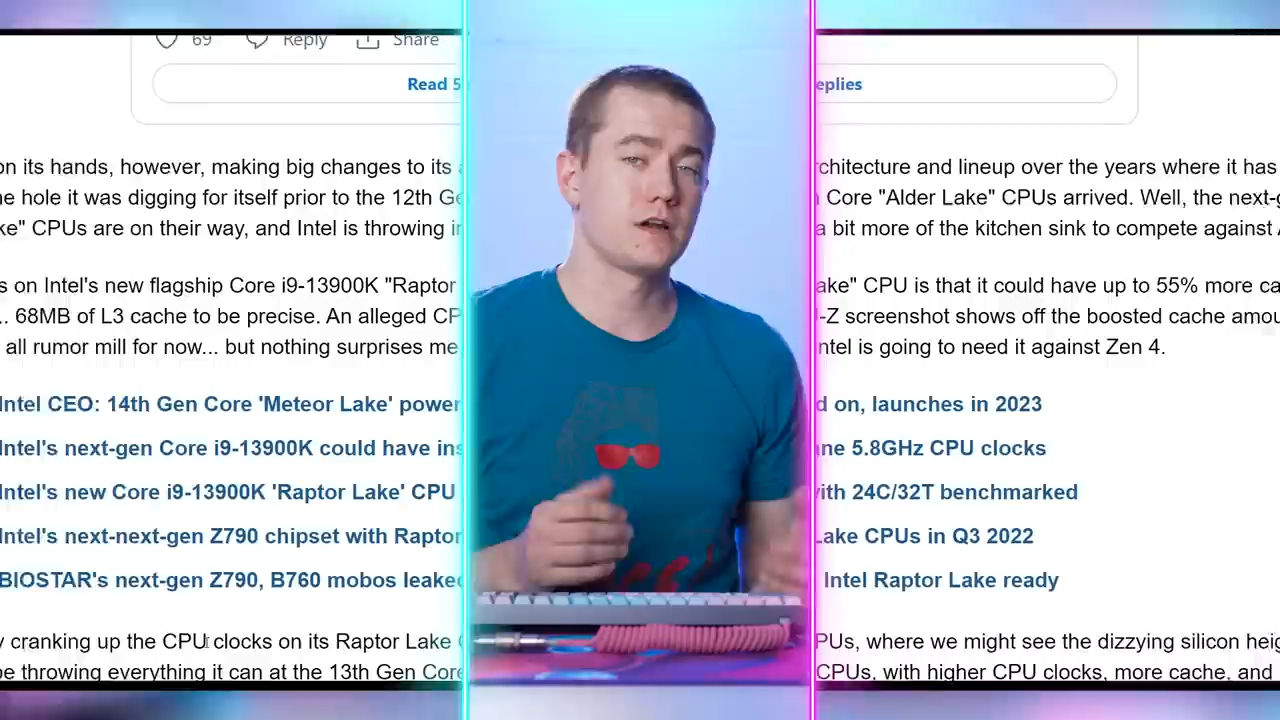 69 Reply Share
Read 5 eplies
on its hands, however, making big changes to its rchitecture and lineup over the years where it has
e hole it was digging for itself prior to the 12th Ge Core "Alder Lake" CPUs arrived. Well, the next-g
ke" CPUs are on their way, and Intel is throwing in a bit more of the kitchen sink to compete against
s on Intel's new flagship Core i9-13900K "Raptor ake" CPU is that it could have up to 55% more ca
.. 68MB of L3 cache to be precise. An alleged CP -Z screenshot shows off the boosted cache amou
all rumor mill for now... but nothing surprises me ntel is going to need it against Zen 4.
Intel CEO: 14th Gen Core 'Meteor Lake' power d on, launches in 2023
Intel's next-gen Core i9-13900K could have ins ne 5.8GHz CPU clocks
Intel's new Core i9-13900K 'Raptor Lake' CPU with 24C/32T benchmarked
Intel's next-next-gen Z790 chipset with Raptor Lake CPUs in Q3 2022
BIOSTAR's next-gen Z790, B760 mobos leaked Intel Raptor Lake ready
y cranking up the CPU clocks on its Raptor Lake PUs, where we might see the dizzying silicon heig
be throwing everything it can at the 13th Gen Core CPUs, with higher CPU clocks, more cache, and